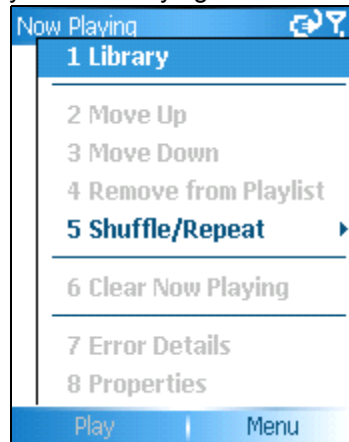 Now Playing
1 Library
2 Move Up
3 Move Down
4 Remove from Playlist
5 Shuffle/Repeat
6 Clear Now Playing
7 Error Details
8 Properties
Play Menu